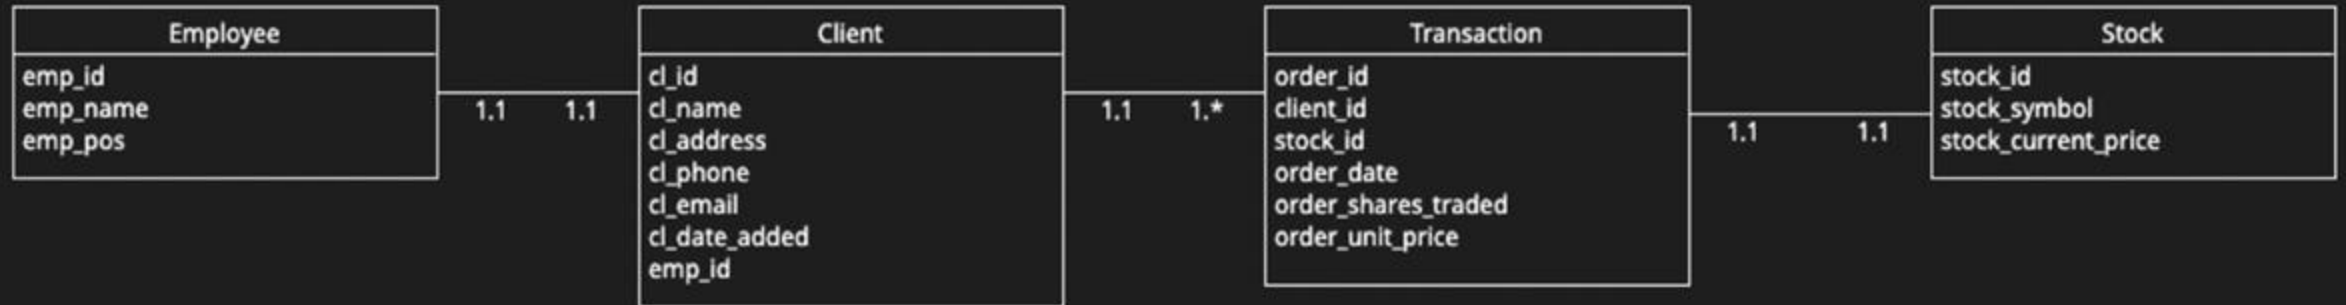 Employee
emp_id
emp_name
emp_pos
1.1
1.1
Client
cl_id
cl_name
cl_address
cl_phone
cl_email
cl_date_added
emp_id
1.1
1.*
Transaction
order_id
client_id
stock_id
order_date
order_shares_traded
order_unit_price
1.1
1.1
Stock
stock_id
stock_symbol
stock_current_price